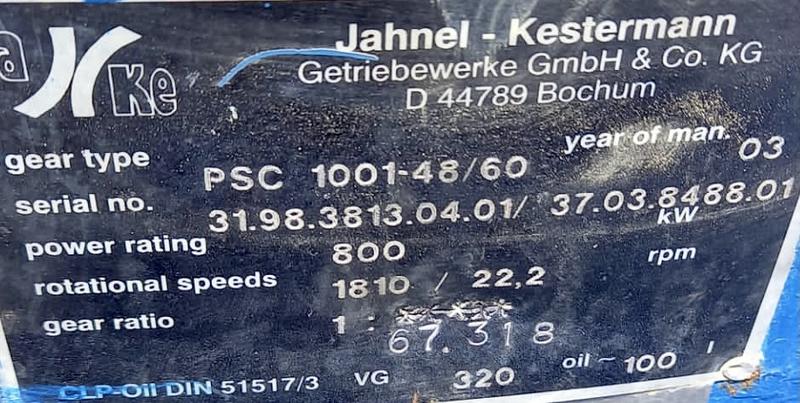 a Ke
Jahnel - Kestermann
Getriebewerke GmbH & Co. KG
D 44789 Bochum
gear type PSC 1001-48/60 year of man. 03
serial no. 31.98.3813.04.01/ 37.03.8488.01
power rating 800 kW
rotational speeds 1810 / 22,2 rpm
gear ratio 1 : 67.318
CLP-Oil DIN 51517/3 VG 320 oil ~ 100 l